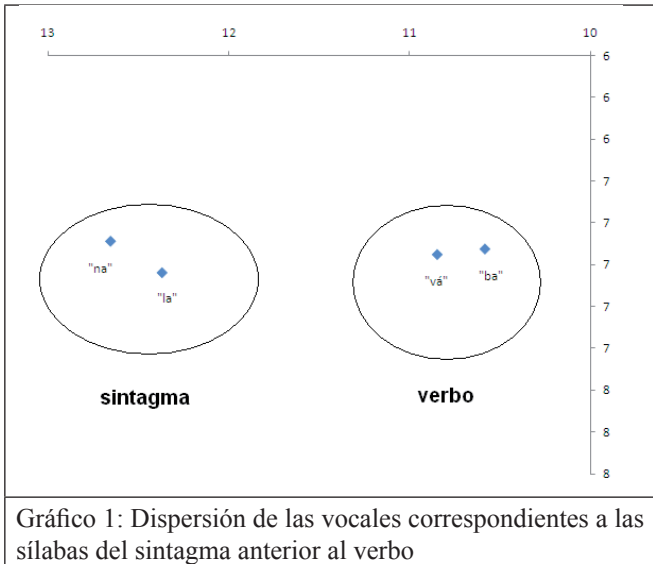 13 12 11 10
6
6
6
7
7
"na" "vá" "ba" 7
"la"
7
7
sintagma verbo 8
8
8
Gráfico 1: Dispersión de las vocales correspondientes a las
sílabas del sintagma anterior al verbo